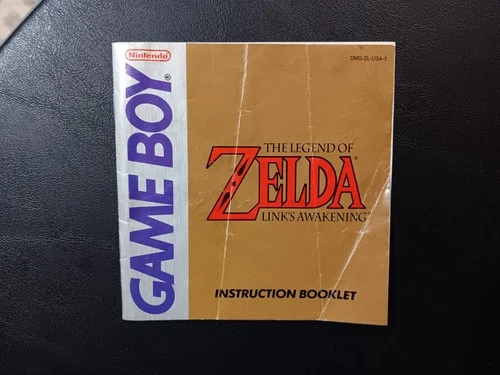 Nintendo
GAME BOY®
DMG-ZL-USA-3
THE LEGEND OF
ZELDA
LINK'S AWAKENING
INSTRUCTION BOOKLET